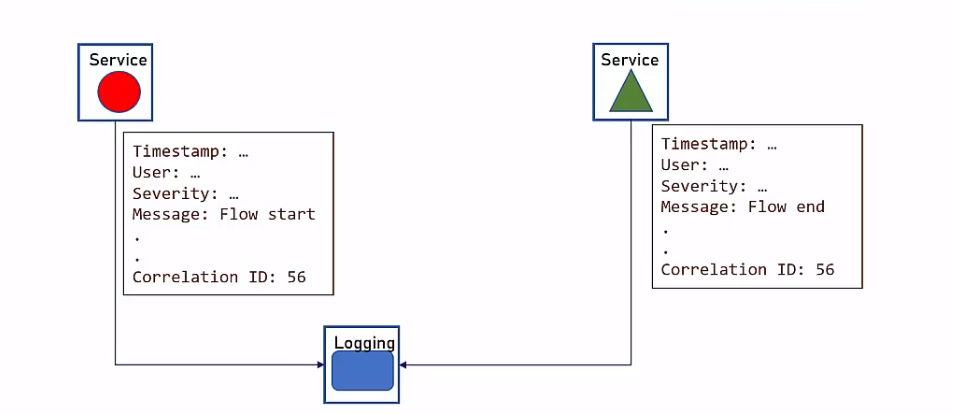 Service
Timestamp: …
User: …
Severity: …
Message: Flow start
.
.
Correlation ID: 56
Service
Timestamp: …
User: …
Severity: …
Message: Flow end
.
.
Correlation ID: 56
Logging